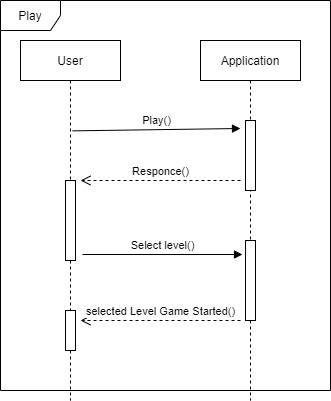 Play
User
Application
Play()
Responce()
Select level()
selected Level Game Started()